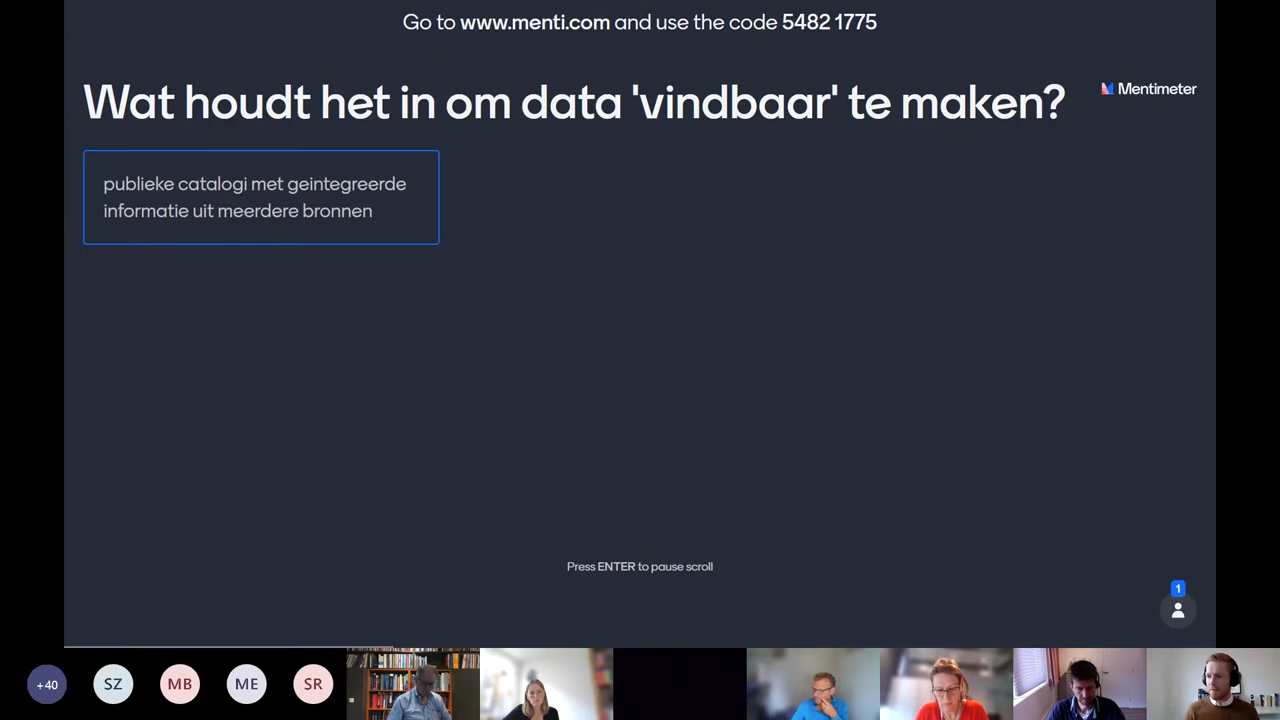 Go to www.menti.com and use the code 5482 1775
Wat houdt het in om data 'vindbaar' te maken?
Mentimeter
publieke catalogi met geintegreerde
informatie uit meerdere bronnen
Press ENTER to pause scroll
1
+40
SZ
MB
ME
SR